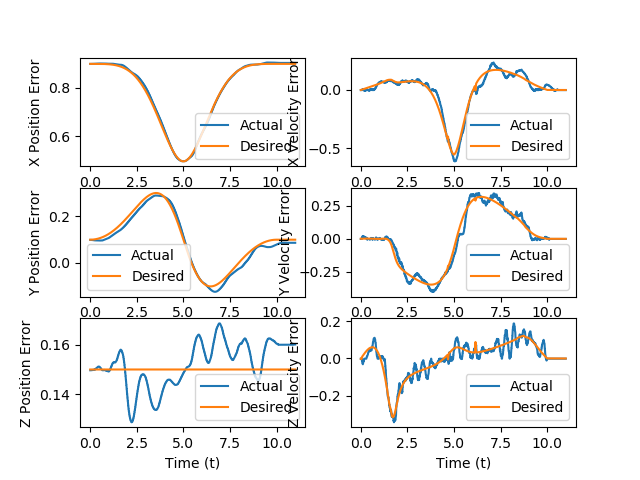 X Position Error
0.8
0.6
Actual
Desired
0.0 2.5 5.0 7.5 10.0
X Velocity Error
0.0
−0.5
Actual
Desired
0.0 2.5 5.0 7.5 10.0
Y Position Error
0.2
0.0
Actual
Desired
0.0 2.5 5.0 7.5 10.0
Y Velocity Error
0.25
0.00
−0.25
Actual
Desired
0.0 2.5 5.0 7.5 10.0
Z Position Error
0.16
0.14
Actual
Desired
0.0 2.5 5.0 7.5 10.0
Time (t)
Z Velocity Error
0.2
0.0
−0.2
Actual
Desired
0.0 2.5 5.0 7.5 10.0
Time (t)